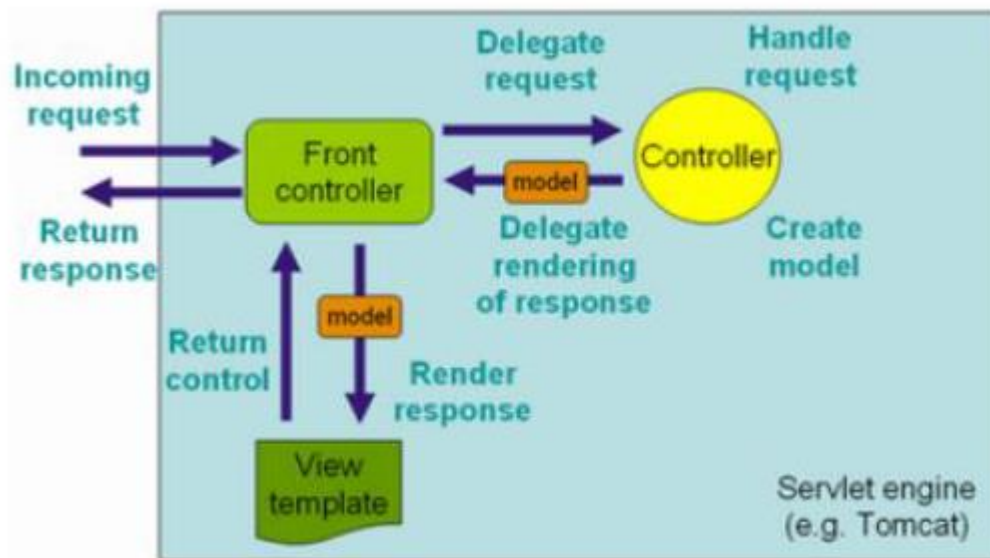 Incoming
request
Return
response
Front
controller
Delegate
request
Handle
request
Controller
model
Delegate
rendering
of response
Create
model
Return
control
model
Render
response
View
template
Servlet engine
(e.g. Tomcat)